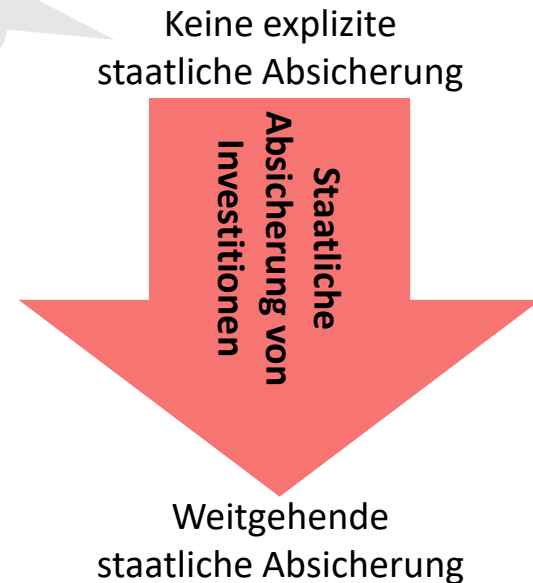 Keine explizite
staatliche Absicherung
Staatliche
Absicherung von
Investitionen
Weitgehende
staatliche Absicherung